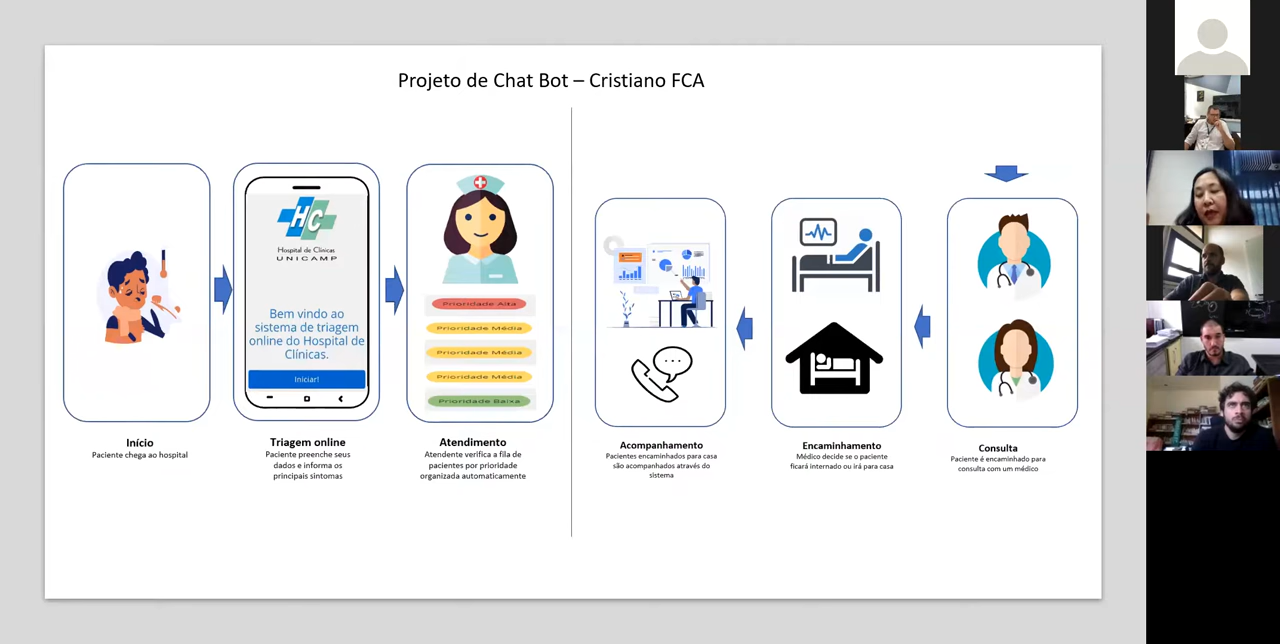 Projeto de Chat Bot – Cristiano FCA
HC
Hospital de Clínicas
UNICAMP
Bem vindo ao
sistema de triagem
online do Hospital de
Clínicas.
Iniciar!
Prioridade Alta
Prioridade Média
Prioridade Média
Prioridade Média
Prioridade Baixa
Início
Paciente chega ao hospital
Triagem online
Paciente preenche seus
dados e informa os
principais sintomas
Atendimento
Atendente verifica a fila de
pacientes por prioridade
organizada automaticamente
Acompanhamento
Pacientes encaminhados para casa
são acompanhados através do
sistema
Encaminhamento
Médico decide se o paciente
ficará internado ou irá para casa
Consulta
Paciente é encaminhado para
consulta com um médico